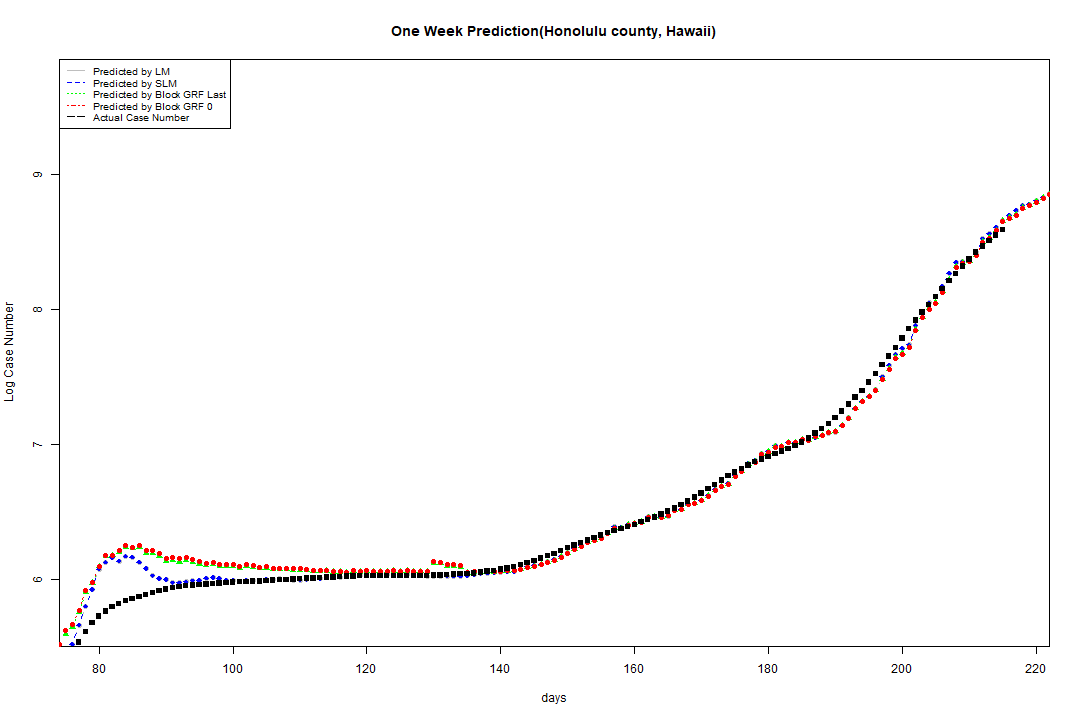 One Week Prediction(Honolulu county, Hawaii)
Predicted by LM
Predicted by SLM
Predicted by Block GRF Last
Predicted by Block GRF 0
Actual Case Number
9
8
7
6
Log Case Number
80 100 120 140 160 180 200 220
days